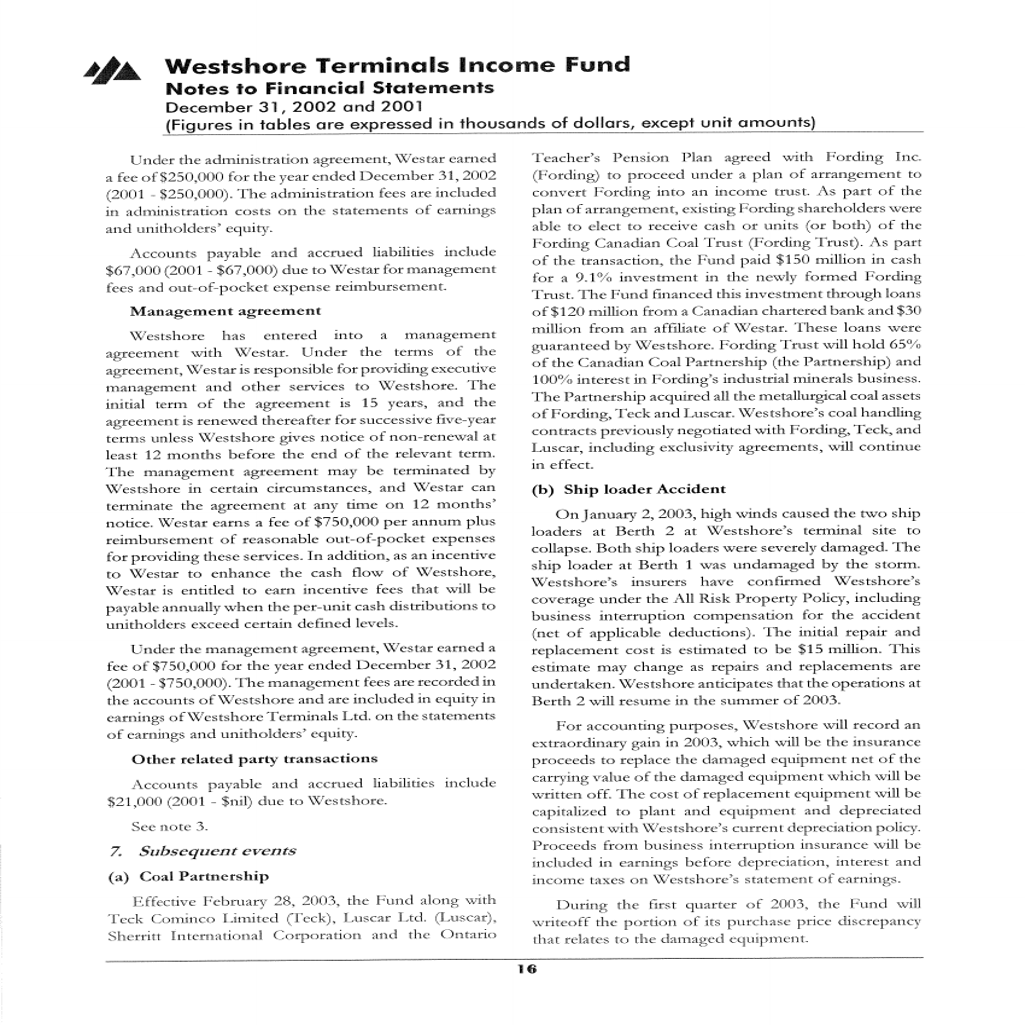 Westshore Terminals Income Fund
Notes to Financial Statements
December 31, 2002 and 2001
(Figures in tables are expressed in thousands of dollars, except unit amounts)
Under the administration agreement, Westar earned
a fee of $250,000 for the year ended December 31, 2002
(2001 - $250,000). The administration fees are included
in administration costs on the statements of earnings
and unitholders' equity.
Accounts payable and accrued liabilities include
$67,000 (2001 - $67,000) due to Westar for management
fees and out-of-pocket expense reimbursement.
Management agreement
Westshore has entered into a management
agreement with Westar. Under the terms of the
agreement, Westar is responsible for providing executive
management and other services to Westshore. The
initial term of the agreement is 15 years, and the
agreement is renewed thereafter for successive five-year
terms unless Westshore gives notice of non-renewal at
least 12 months before the end of the relevant term.
The management agreement may be terminated by
Westshore in certain circumstances, and Westar can
terminate the agreement at any time on 12 months'
notice. Westar earns a fee of $750,000 per annum plus
reimbursement of reasonable out-of-pocket expenses
for providing these services. In addition, as an incentive
to Westar to enhance the cash flow of Westshore,
Westar is entitled to earn incentive fees that will be
payable annually when the per-unit cash distributions to
unitholders exceed certain defined levels.
Under the management agreement, Westar earned a
fee of $750,000 for the year ended December 31, 2002
(2001 - $750,000). The management fees are recorded in
the accounts of Westshore and are included in equity in
earnings of Westshore Terminals Ltd. on the statements
of earnings and unitholders' equity.
Other related party transactions
Accounts payable and accrued liabilities include
$21,000 (2001 - $nil) due to Westshore.
See note 3.
7. Subsequent events
(a) Coal Partnership
Effective February 28, 2003, the Fund along with
Teck Cominco Limited (Teck), Luscar Ltd. (Luscar),
Sherritt International Corporation and the Ontario
Teacher's Pension Plan agreed with Fording Inc.
(Fording) to proceed under a plan of arrangement to
convert Fording into an income trust. As part of the
plan of arrangement, existing Fording shareholders were
able to elect to receive cash or units (or both) of the
Fording Canadian Coal Trust (Fording Trust). As part
of the transaction, the Fund paid $150 million in cash
for a 9.1% investment in the newly formed Fording
Trust. The Fund financed this investment through loans
of $120 million from a Canadian chartered bank and $30
million from an affiliate of Westar. These loans were
guaranteed by Westshore. Fording Trust will hold 65%
of the Canadian Coal Partnership (the Partnership) and
100% interest in Fording's industrial minerals business.
The Partnership acquired all the metallurgical coal assets
of Fording, Teck and Luscar. Westshore's coal handling
contracts previously negotiated with Fording, Teck, and
Luscar, including exclusivity agreements, will continue
in effect.
(b) Ship loader Accident
On January 2, 2003, high winds caused the two ship
loaders at Berth 2 at Westshore's terminal site to
collapse. Both ship loaders were severely damaged. The
ship loader at Berth 1 was undamaged by the storm.
Westshore's insurers have confirmed Westshore's
coverage under the All Risk Property Policy, including
business interruption compensation for the accident
(net of applicable deductions). The initial repair and
replacement cost is estimated to be $15 million. This
estimate may change as repairs and replacements are
undertaken. Westshore anticipates that the operations at
Berth 2 will resume in the summer of 2003.
For accounting purposes, Westshore will record an
extraordinary gain in 2003, which will be the insurance
proceeds to replace the damaged equipment net of the
carrying value of the damaged equipment which will be
written off. The cost of replacement equipment will be
capitalized to plant and equipment and depreciated
consistent with Westshore's current depreciation policy.
Proceeds from business interruption insurance will be
included in earnings before depreciation, interest and
income taxes on Westshore's statement of earnings.
During the first quarter of 2003, the Fund will
writeoff the portion of its purchase price discrepancy
that relates to the damaged equipment.
16